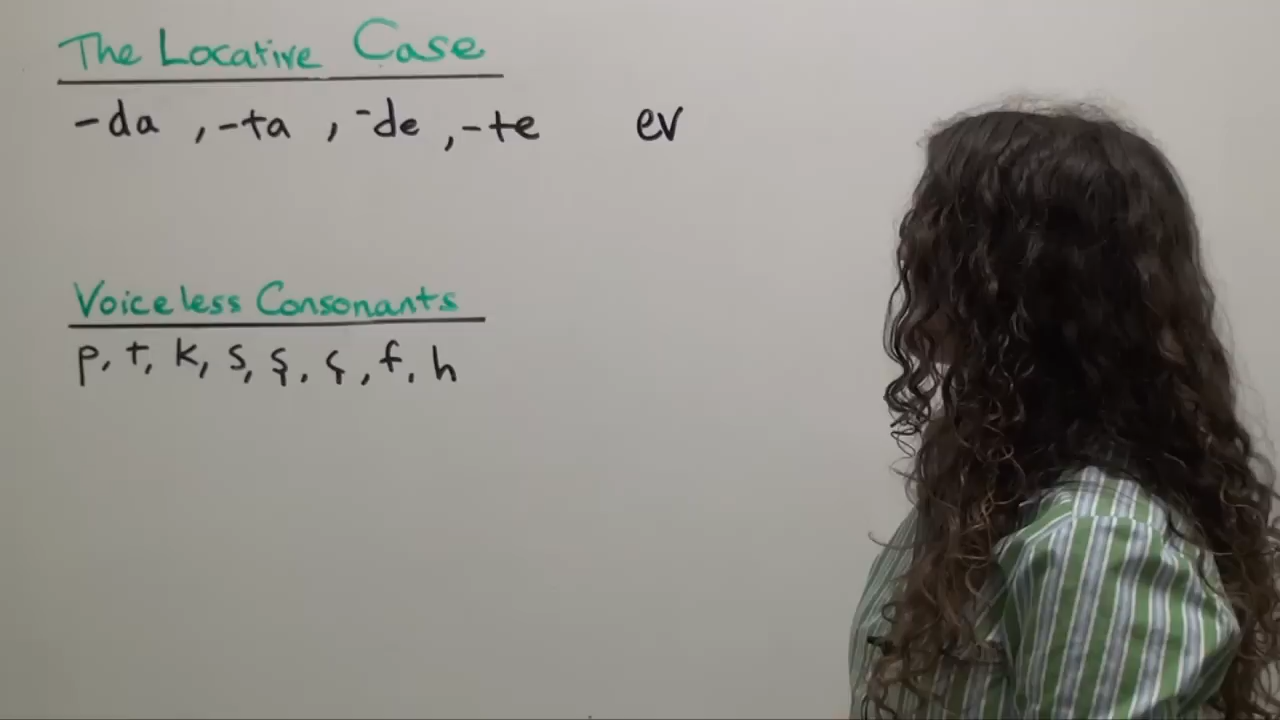 The Locative Case
-da , -ta , -de , -te ev
Voiceless Consonants
p, t, k, s, ş, ç, f, h